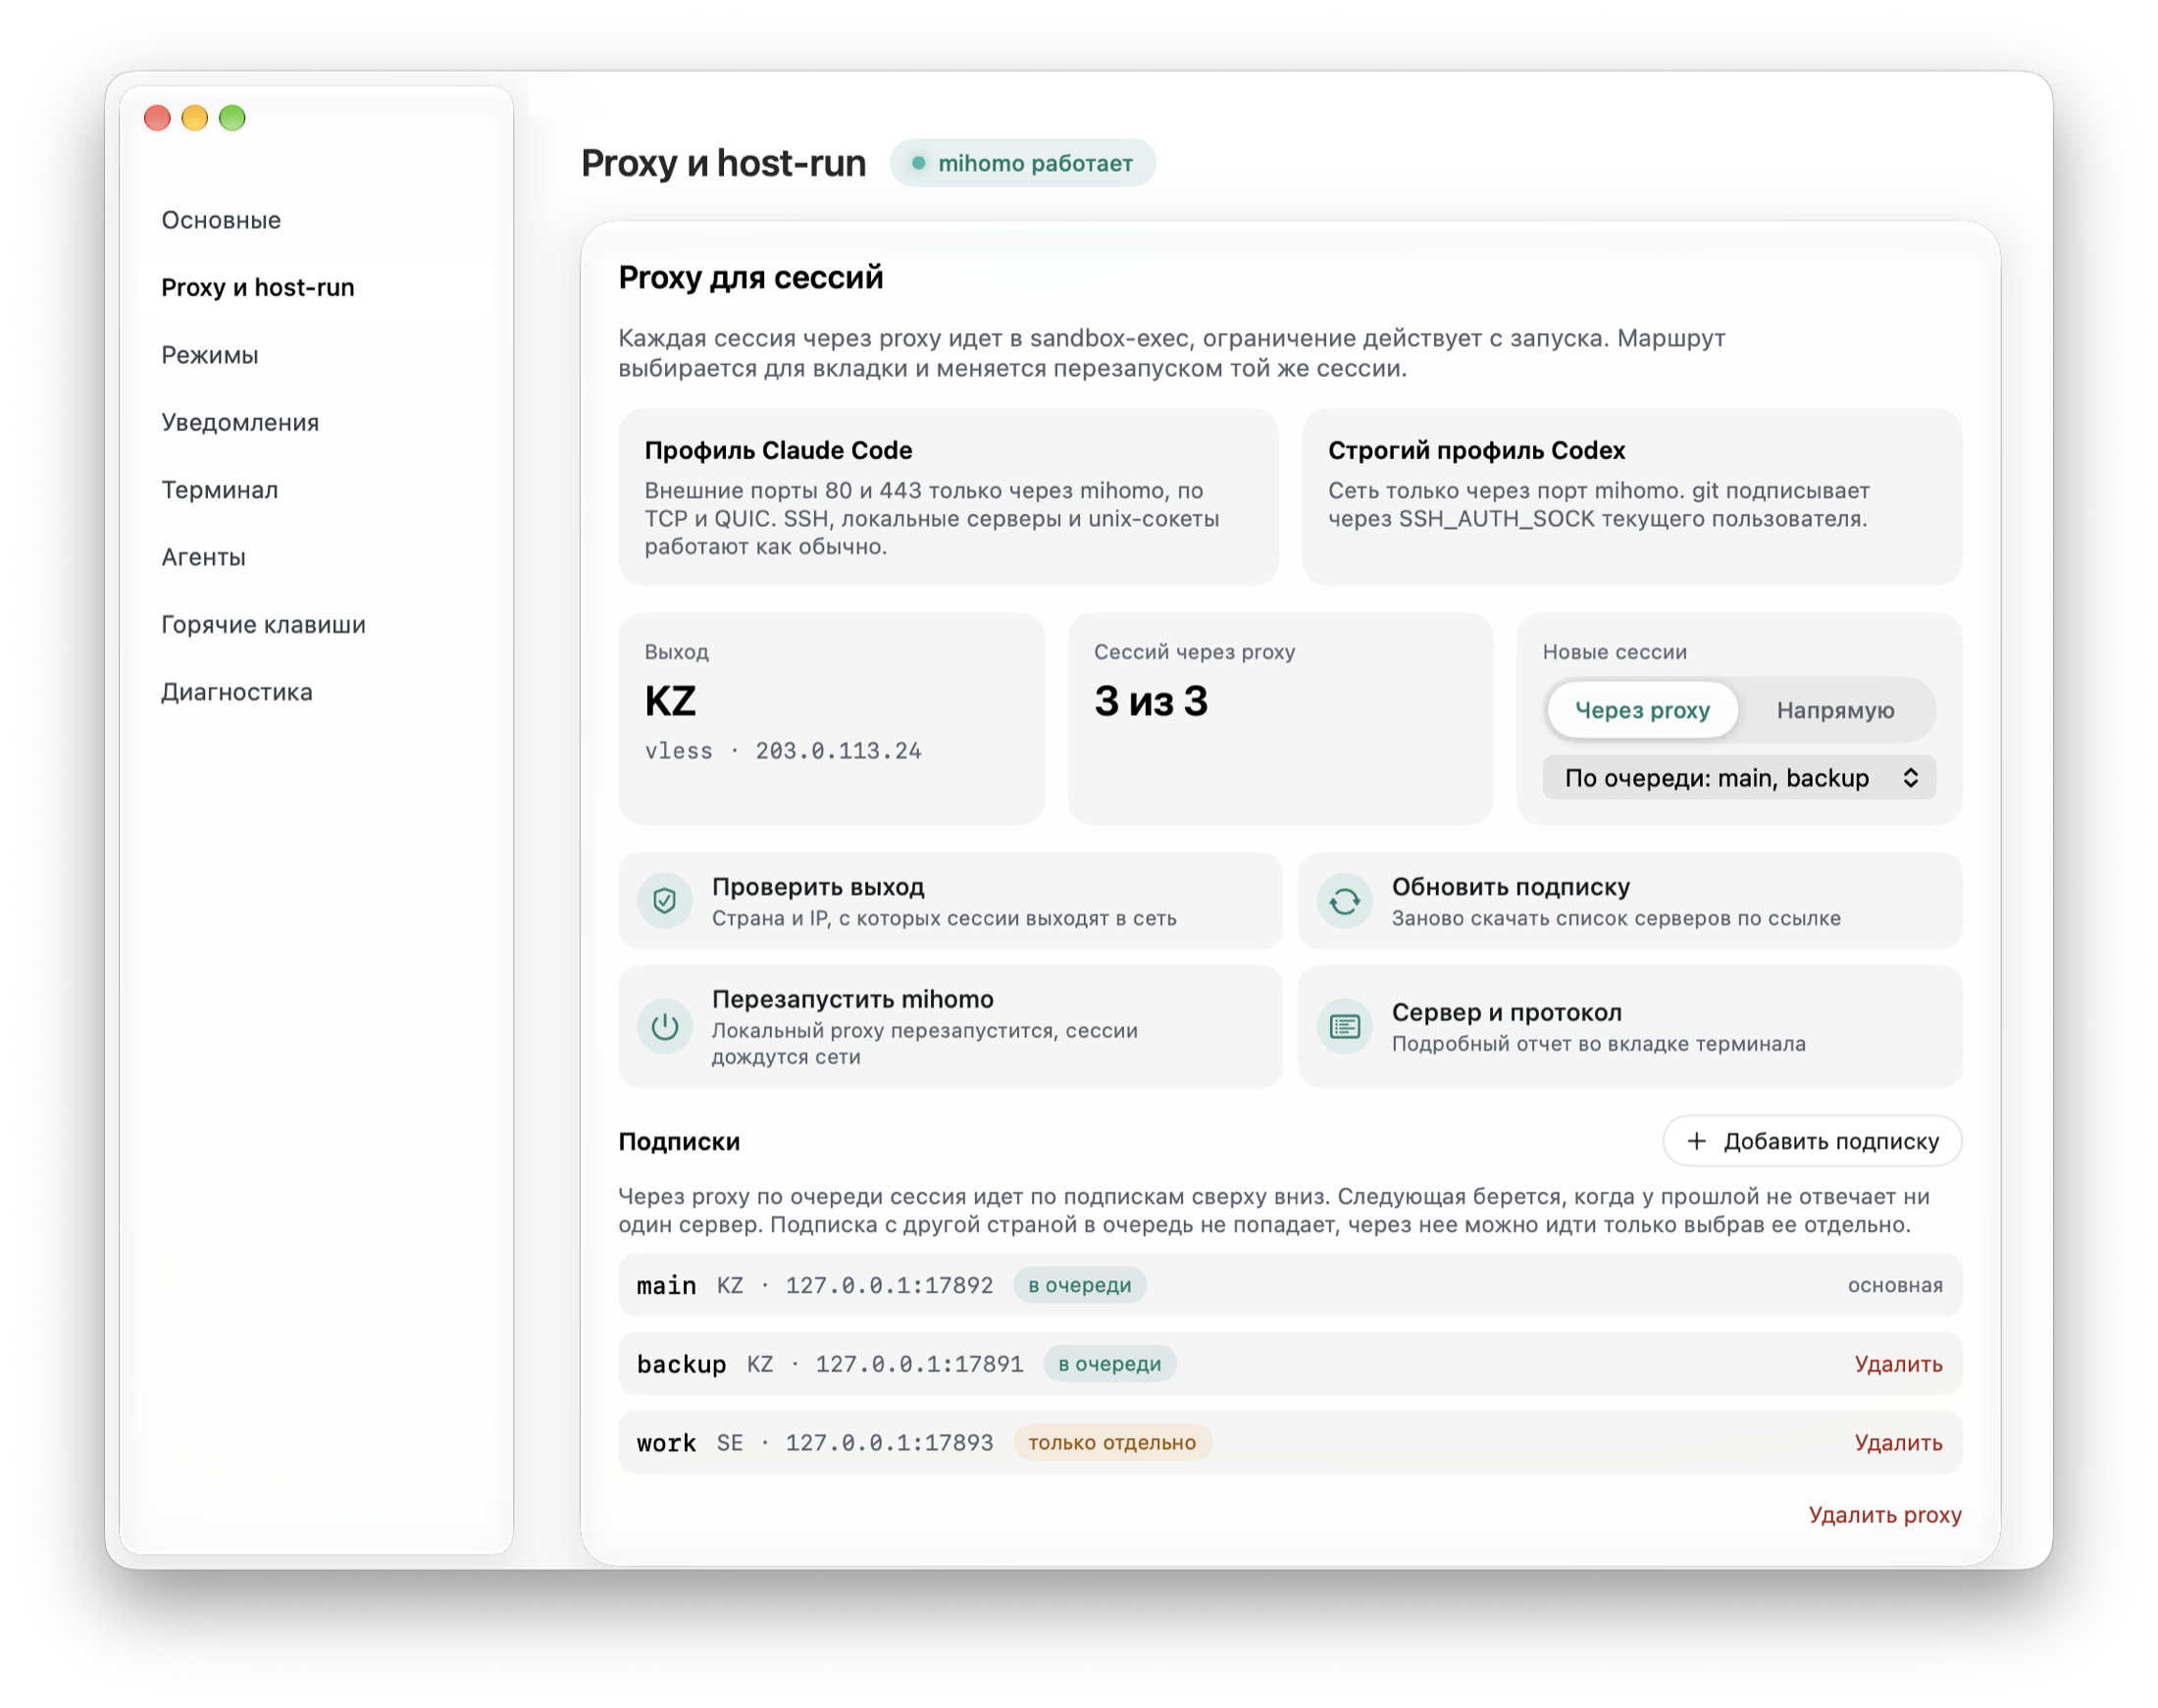 Основные
Proxy и host-run
Режимы
Уведомления
Терминал
Агенты
Горячие клавиши
Диагностика
Proxy и host-run
mihomo работает
Proxy для сессий
Каждая сессия через proxy идет в sandbox-exec, ограничение действует с запуска. Маршрут
выбирается для вкладки и меняется перезапуском той же сессии.
Профиль Claude Code
Внешние порты 80 и 443 только через mihomo, по
TCP и QUIC. SSH, локальные серверы и unix-сокеты
работают как обычно.
Строгий профиль Codex
Сеть только через порт mihomo. git подписывает
через SSH_AUTH_SOCK текущего пользователя.
Выход
KZ
vless · 203.0.113.24
Сессий через proxy
3 из 3
Новые сессии
Через proxy Напрямую
По очереди: main, backup
Проверить выход
Страна и IP, с которых сессии выходят в сеть
Обновить подписку
Заново скачать список серверов по ссылке
Перезапустить mihomo
Локальный proxy перезапустится, сессии
дождутся сети
Сервер и протокол
Подробный отчет во вкладке терминала
Подписки
+ Добавить подписку
Через proxy по очереди сессия идет по подпискам сверху вниз. Следующая берется, когда у прошлой не отвечает ни
один сервер. Подписка с другой страной в очередь не попадает, через нее можно идти только выбрав ее отдельно.
main KZ · 127.0.0.1:17892 в очереди основная
backup KZ · 127.0.0.1:17891 в очереди Удалить
work SE · 127.0.0.1:17893 только отдельно Удалить
Удалить proxy